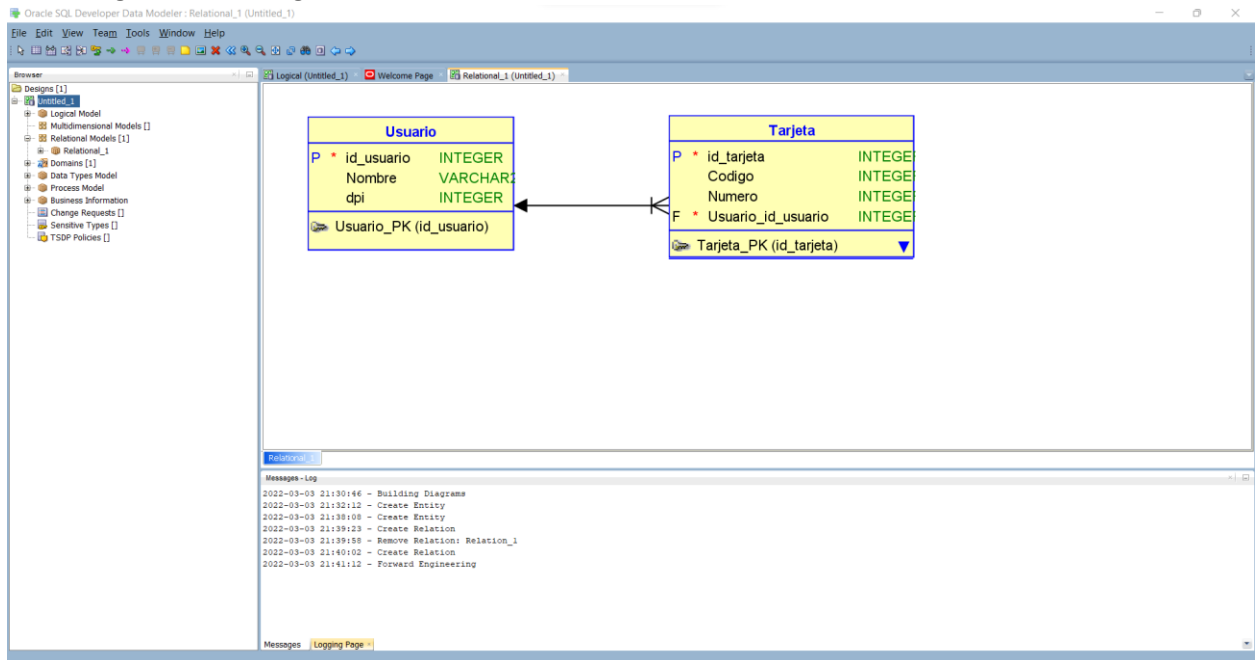 Oracle SQL Developer Data Modeler : Relational_1 (Untitled_1)
File Edit View Team Tools Window Help
Browser
Designs [1]
Untitled_1
Logical Model
Multidimensional Models []
Relational Models [1]
Relational_1
Domains [1]
Data Types Model
Process Model
Business Information
Change Requests []
Sensitive Types []
TSDP Policies []
Logical (Untitled_1) Welcome Page Relational_1 (Untitled_1)
Usuario
P * id_usuario INTEGER
Nombre VARCHAR2
dpi INTEGER
Usuario_PK (id_usuario)
Tarjeta
P * id_tarjeta INTEGE
Codigo INTEGE
Numero INTEGE
F * Usuario_id_usuario INTEGE
Tarjeta_PK (id_tarjeta)
Relational_1
Messages - Log
2022-03-03 21:30:46 - Building Diagrams
2022-03-03 21:32:12 - Create Entity
2022-03-03 21:38:08 - Create Entity
2022-03-03 21:39:23 - Create Relation
2022-03-03 21:39:58 - Remove Relation: Relation_1
2022-03-03 21:40:02 - Create Relation
2022-03-03 21:41:12 - Forward Engineering
Messages Logging Page